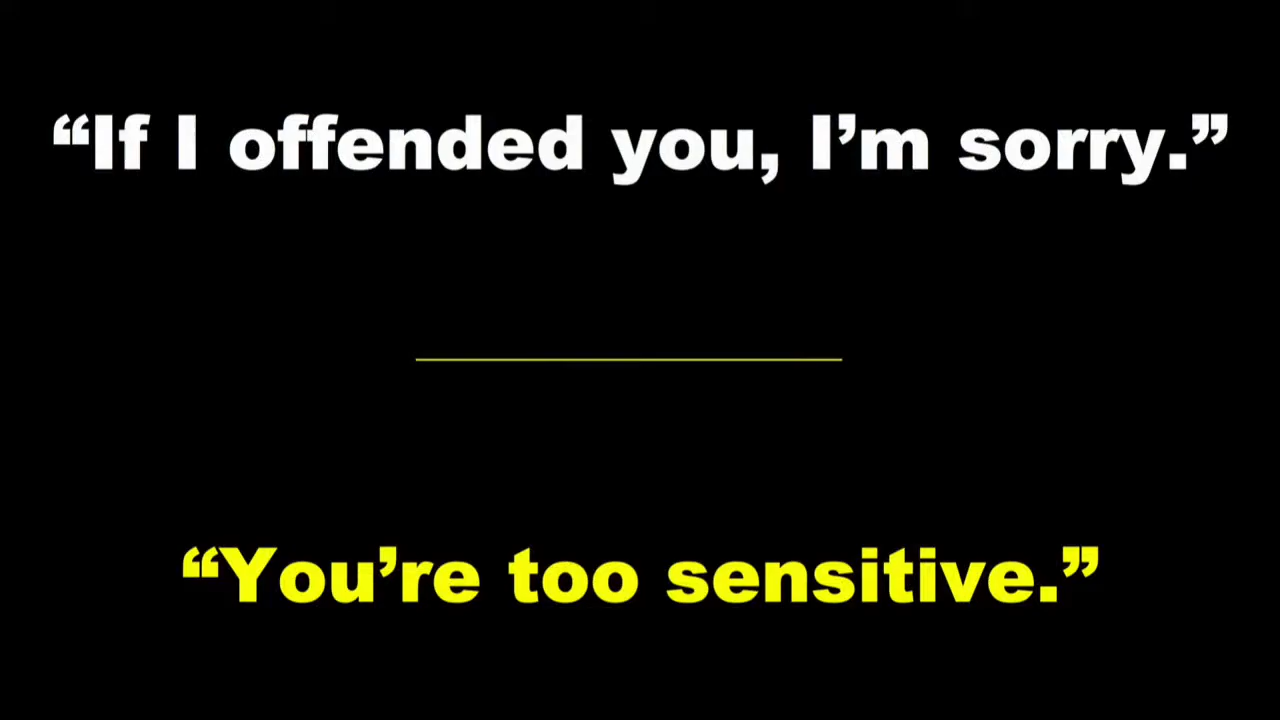 “If I offended you, I’m sorry.”
“You’re too sensitive.”